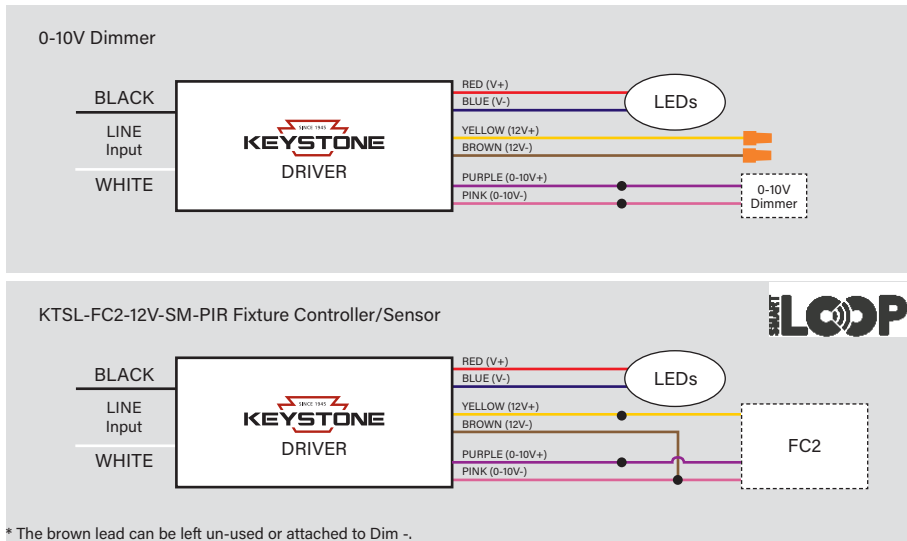 0-10V Dimmer
BLACK
LINE
Input
WHITE
SINCE 1945
KEYSTONE
DRIVER
RED (V+)
BLUE (V-)
YELLOW (12V+)
BROWN (12V-)
PURPLE (0-10V+)
PINK (0-10V-)
LEDs
0-10V
Dimmer
KTSL-FC2-12V-SM-PIR Fixture Controller/Sensor
SMART
LOOP
BLACK
LINE
Input
WHITE
SINCE 1945
KEYSTONE
DRIVER
RED (V+)
BLUE (V-)
YELLOW (12V+)
BROWN (12V-)
PURPLE (0-10V+)
PINK (0-10V-)
LEDs
FC2
* The brown lead can be left un-used or attached to Dim -.